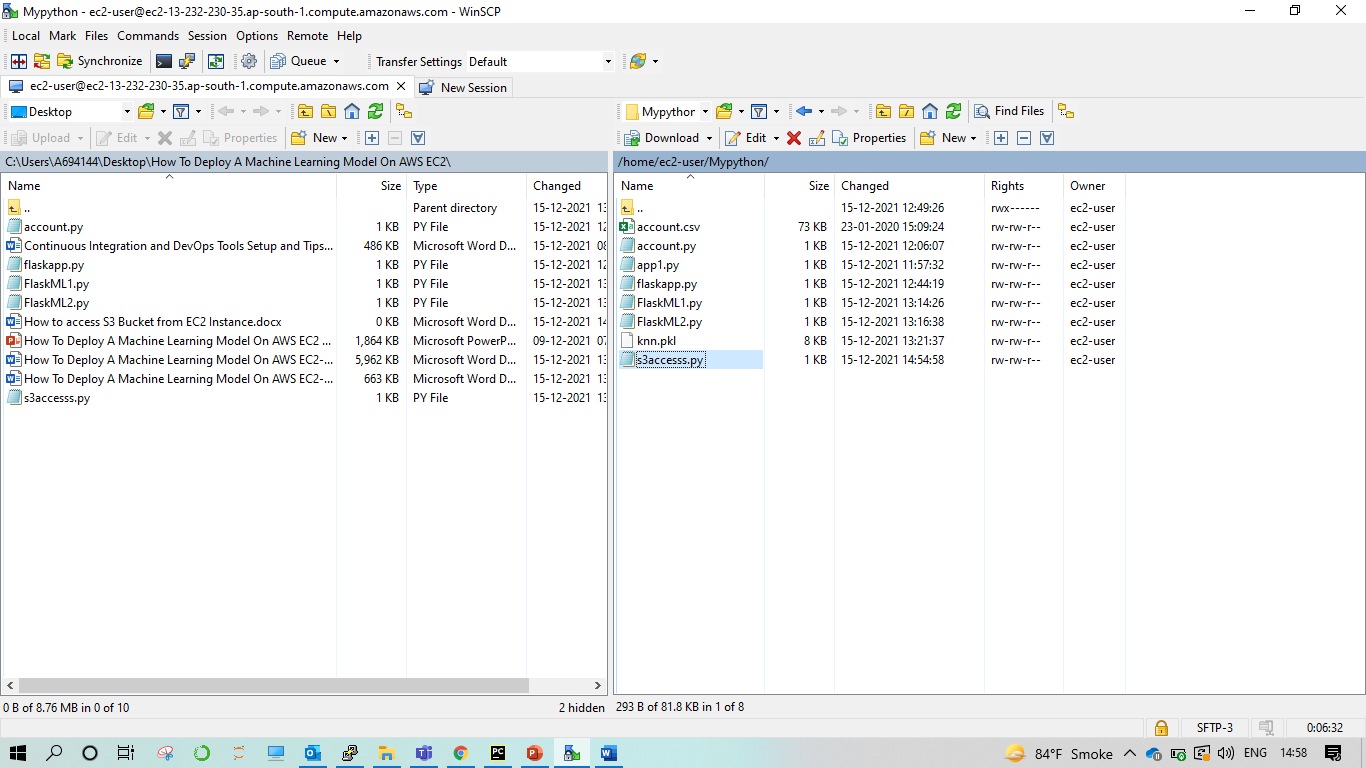 Mypython - ec2-user@ec2-13-232-230-35.ap-south-1.compute.amazonaws.com - WinSCP
Local Mark Files Commands Session Options Remote Help
Synchronize Queue Transfer Settings Default
ec2-user@ec2-13-232-230-35.ap-south-1.compute.amazonaws.com New Session
Desktop
Upload Edit Properties New
C:\Users\A694144\Desktop\How To Deploy A Machine Learning Model On AWS EC2\
Name Size Type Changed
.. Parent directory 15-12-2021 13
account.py 1 KB PY File 15-12-2021 12
Continuous Integration and DevOps Tools Setup and Tips... 486 KB Microsoft Word D... 15-12-2021 08
flaskapp.py 1 KB PY File 15-12-2021 12
FlaskML1.py 1 KB PY File 15-12-2021 13
FlaskML2.py 1 KB PY File 15-12-2021 13
How to access S3 Bucket from EC2 Instance.docx 0 KB Microsoft Word D... 15-12-2021 14
How To Deploy A Machine Learning Model On AWS EC2 ... 1,864 KB Microsoft PowerP... 09-12-2021 07
How To Deploy A Machine Learning Model On AWS EC2-... 5,962 KB Microsoft Word D... 15-12-2021 13
How To Deploy A Machine Learning Model On AWS EC2-... 663 KB Microsoft Word D... 15-12-2021 13
s3accesss.py 1 KB PY File 15-12-2021 13
0 B of 8.76 MB in 0 of 10 2 hidden
Mypython Find Files
Download Edit Properties New
/home/ec2-user/Mypython/
Name Size Changed Rights Owner
.. 15-12-2021 12:49:26 rwx------ ec2-user
account.csv 73 KB 23-01-2020 15:09:24 rw-rw-r-- ec2-user
account.py 1 KB 15-12-2021 12:06:07 rw-rw-r-- ec2-user
app1.py 1 KB 15-12-2021 11:57:32 rw-rw-r-- ec2-user
flaskapp.py 1 KB 15-12-2021 12:44:19 rw-rw-r-- ec2-user
FlaskML1.py 1 KB 15-12-2021 13:14:26 rw-rw-r-- ec2-user
FlaskML2.py 1 KB 15-12-2021 13:16:38 rw-rw-r-- ec2-user
knn.pkl 8 KB 15-12-2021 13:21:37 rw-rw-r-- ec2-user
s3accesss.py 1 KB 15-12-2021 14:54:58 rw-rw-r-- ec2-user
293 B of 81.8 KB in 1 of 8
SFTP-3 0:06:32
84°F Smoke ENG 14:58